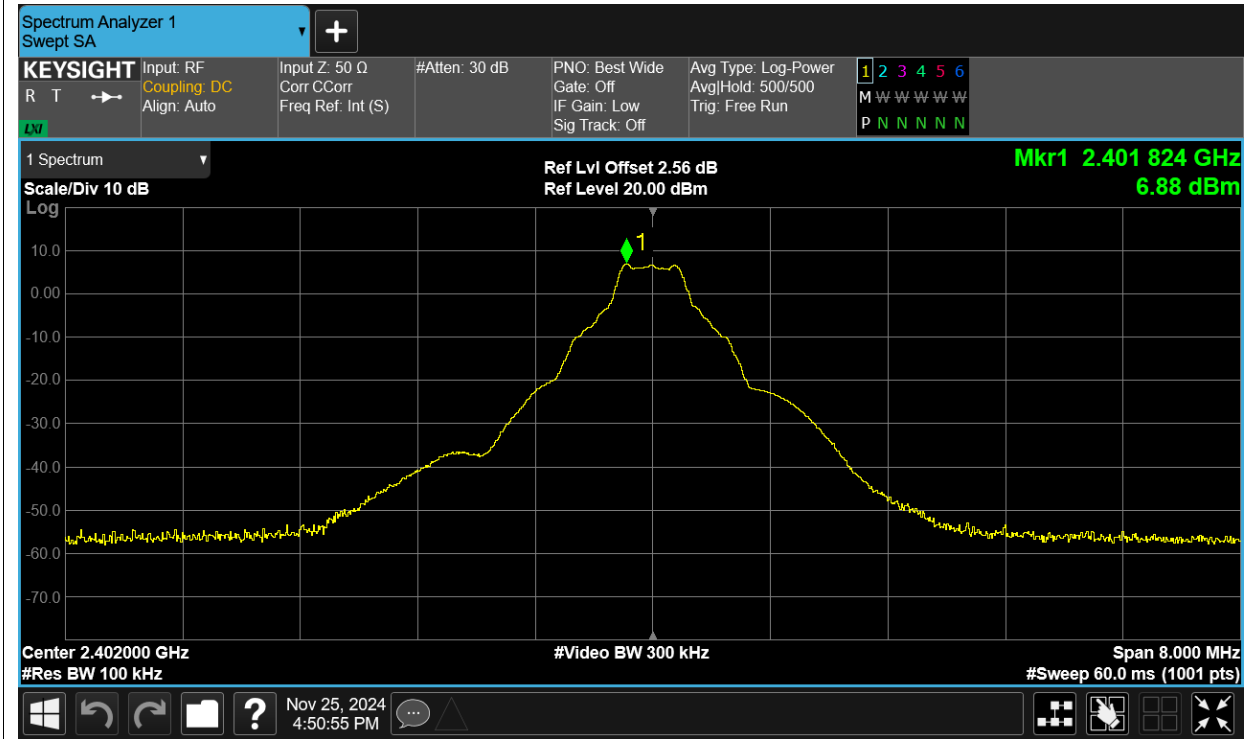 Spectrum Analyzer 1
Swept SA
+
KEYSIGHT
R T
LXI
Input: RF
Coupling: DC
Align: Auto
Input Z: 50 Ω
Corr CCorr
Freq Ref: Int (S)
#Atten: 30 dB
PNO: Best Wide
Gate: Off
IF Gain: Low
Sig Track: Off
Avg Type: Log-Power
Avg|Hold: 500/500
Trig: Free Run
1 2 3 4 5 6
M W W W W W
P N N N N N
1 Spectrum
Scale/Div 10 dB
Log
Ref Lvl Offset 2.56 dB
Ref Level 20.00 dBm
Mkr1 2.401 824 GHz
6.88 dBm
1
10.0
0.00
-10.0
-20.0
-30.0
-40.0
-50.0
-60.0
-70.0
Center 2.402000 GHz
#Res BW 100 kHz
#Video BW 300 kHz
Span 8.000 MHz
#Sweep 60.0 ms (1001 pts)
?
Nov 25, 2024
4:50:55 PM